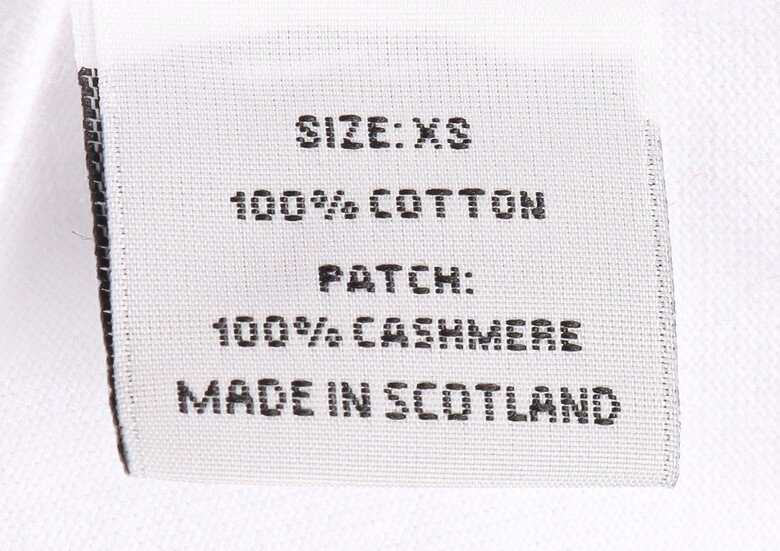 SIZE: XS
100% COTTON
PATCH:
100% CASHMERE
MADE IN SCOTLAND